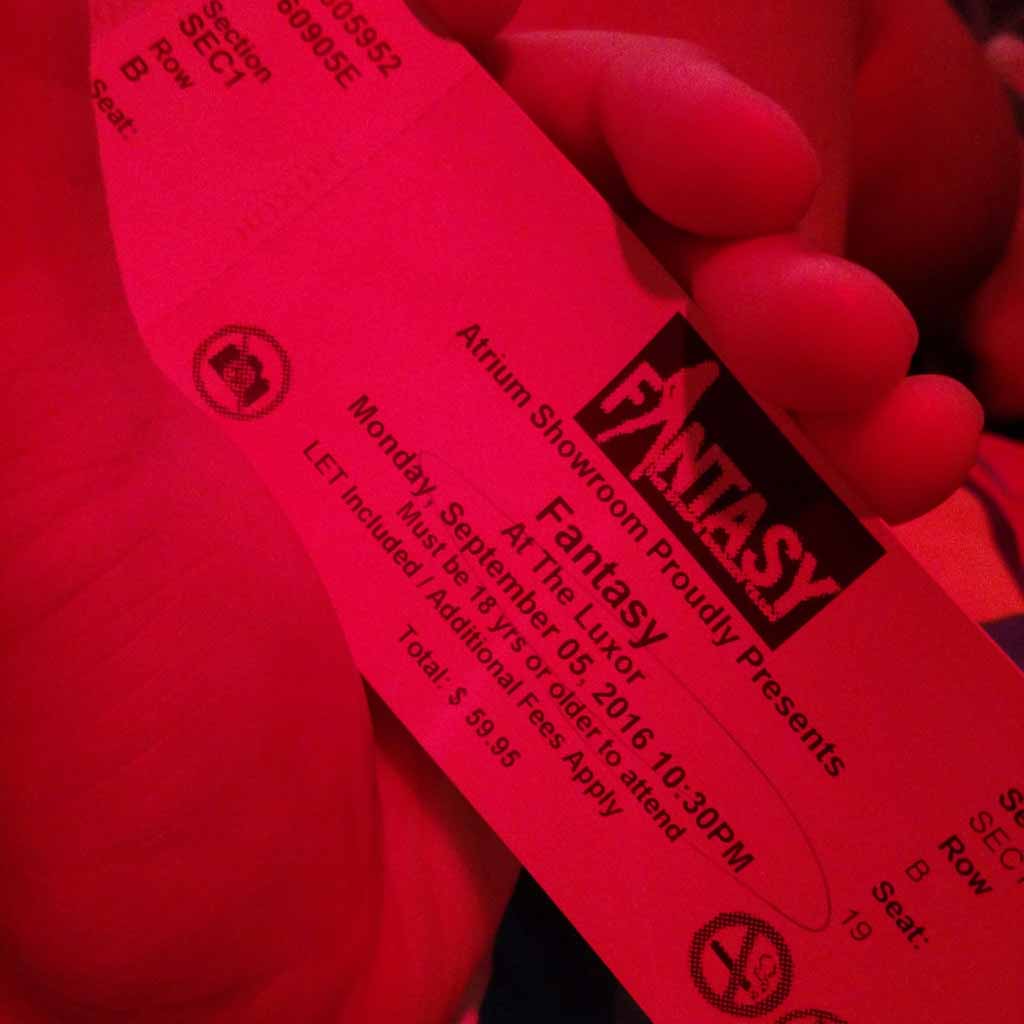 005952
60905E
Section
SEC1
Row
B
Seat:
FANTASY
Atrium Showroom Proudly Presents
Fantasy
At The Luxor
Monday, September 05, 2016 10:30PM
Must be 18 yrs or older to attend
LET Included / Additional Fees Apply
Total: $ 59.95
SEC1
Row
B
Seat:
19